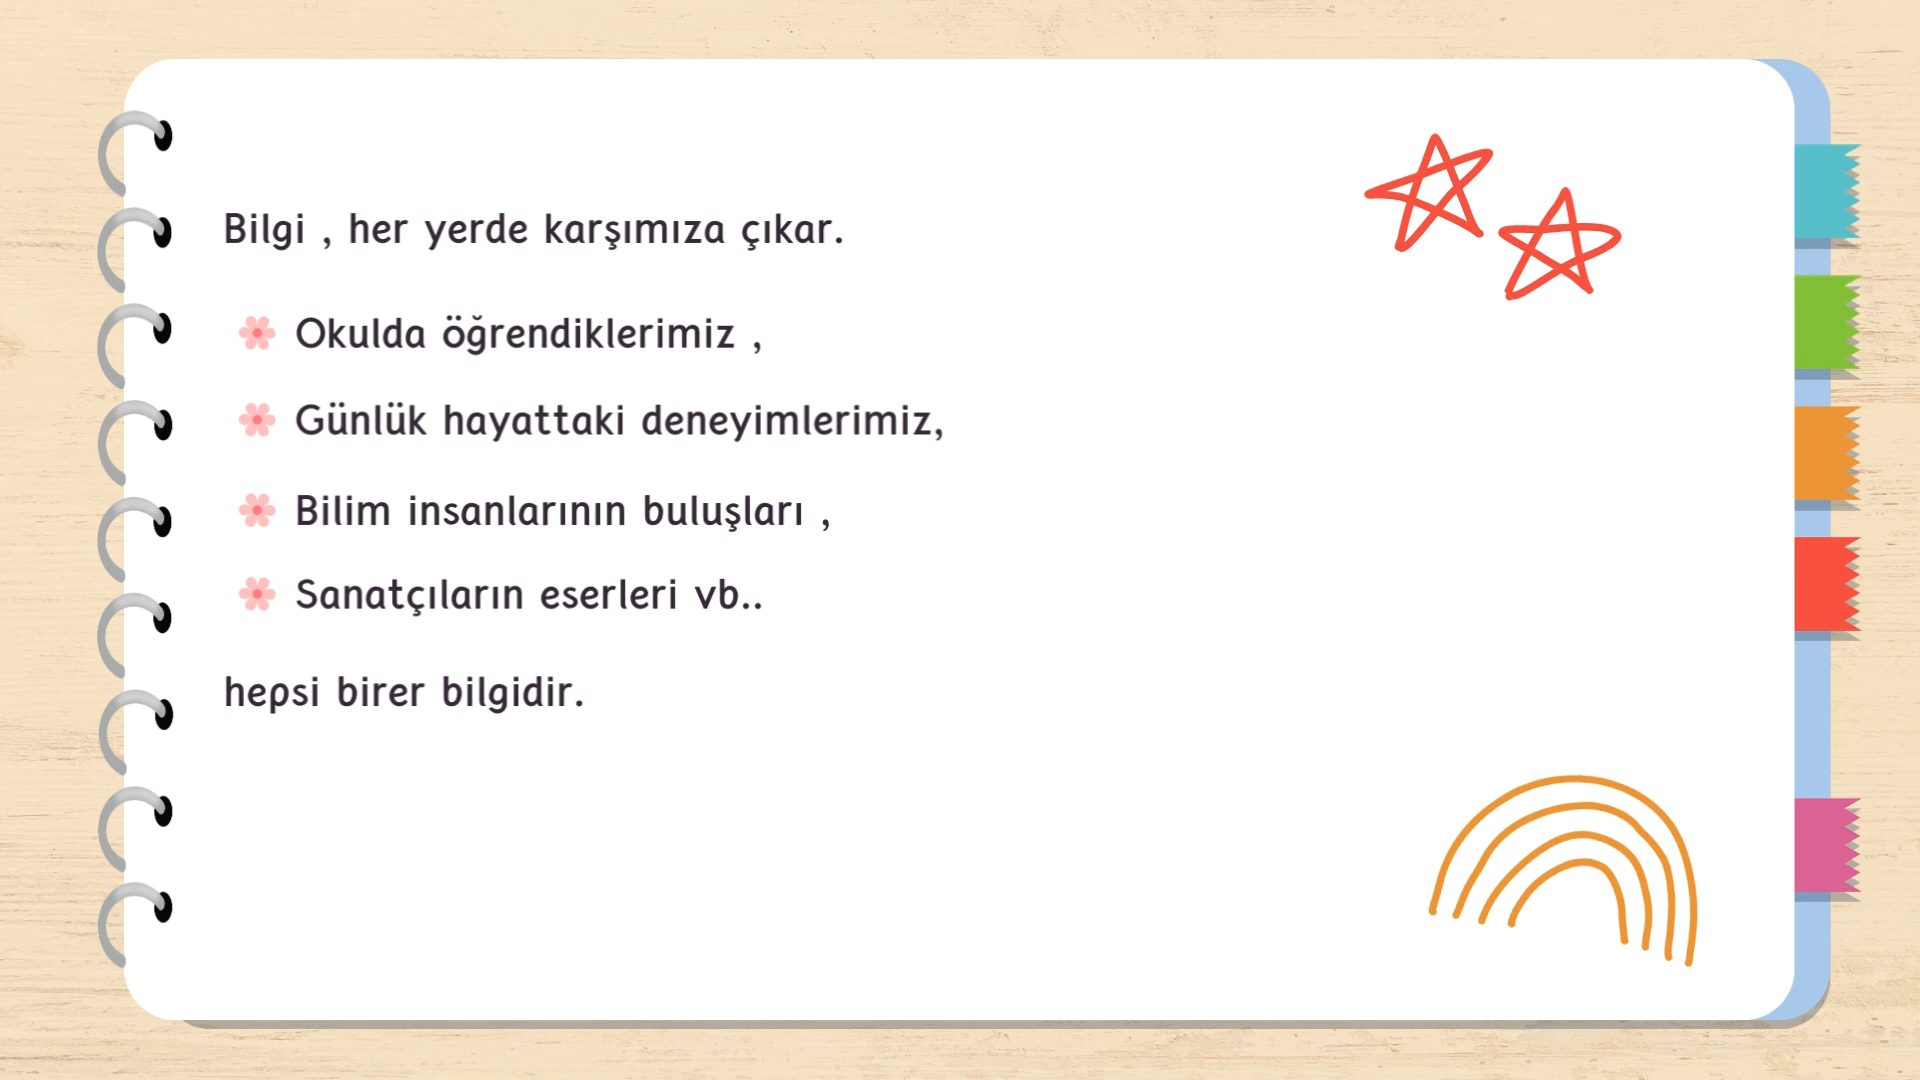 Bilgi , her yerde karşımıza çıkar.
Okulda öğrendiklerimiz ,
Günlük hayattaki deneyimlerimiz,
Bilim insanlarının buluşları ,
Sanatçıların eserleri vb..
hepsi birer bilgidir.